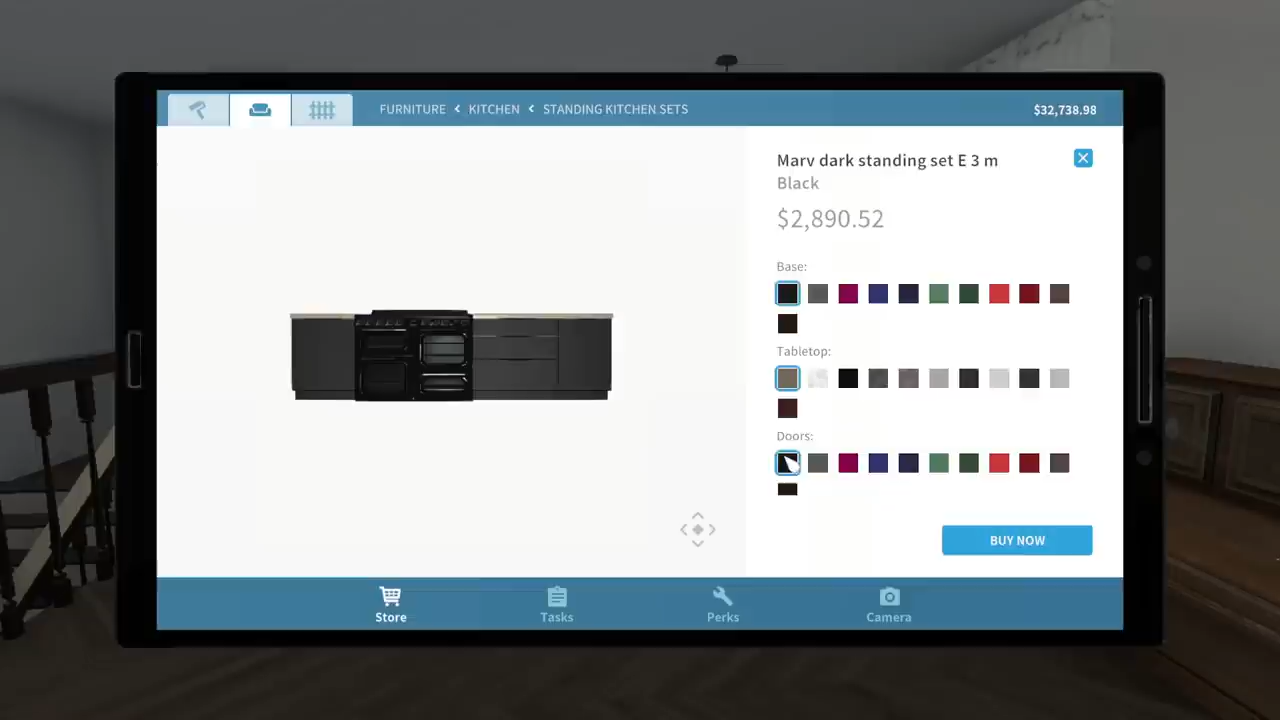 FURNITURE < KITCHEN < STANDING KITCHEN SETS
$32,738.98
Marv dark standing set E 3 m
Black
$2,890.52
Base:
Tabletop:
Doors:
BUY NOW
Store
Tasks
Perks
Camera